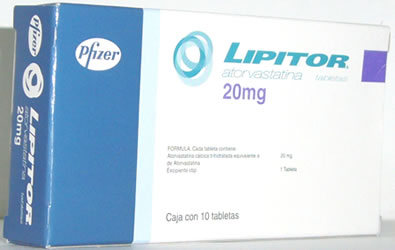 Pfizer
LIPITOR
atorvastatina
tabletas
20mg
FORMULA: Cada tableta contiene:
Atorvastatina cálcica trihidratada equivalente a 20 mg
de Atorvastatina
Excipiente cbp 1 Tableta
Caja con 10 tabletas
Pfizer
LIPITOR
atorvastatina
20mg